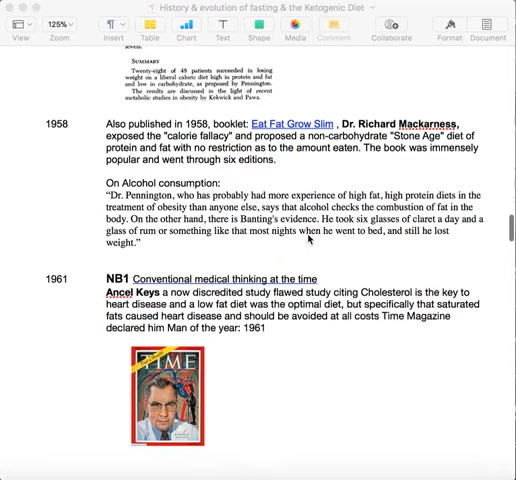 History & evolution of fasting & the Ketogenic Diet
125%
View
Zoom
Insert
Table
Chart
Text
Shape
Media
Comment
Collaborate
Format
Document
SUMMARY
Twenty-eight of 48 patients succeeded in losing
weight on a liberal caloric diet high in protein and fat
and low in carbohydrate, as proposed by Pennington.
The results are discussed in the light of recent
metabolic studies in obesity by Kekwick and Pawa.
1958
Also published in 1958, booklet: Eat Fat Grow Slim , Dr. Richard Mackarness,
exposed the "calorie fallacy" and proposed a non-carbohydrate "Stone Age" diet of
protein and fat with no restriction as to the amount eaten. The book was immensely
popular and went through six editions.
On Alcohol consumption:
“Dr. Pennington, who has probably had more experience of high fat, high protein diets in the
treatment of obesity than anyone else, says that alcohol checks the combustion of fat in the
body. On the other hand, there is Banting's evidence. He took six glasses of claret a day and a
glass of rum or something like that most nights when he went to bed, and still he lost
weight.”
1961
NB1 Conventional medical thinking at the time
Ancel Keys a now discredited study flawed study citing Cholesterol is the key to
heart disease and a low fat diet was the optimal diet, but specifically that saturated
fats caused heart disease and should be avoided at all costs Time Magazine
declared him Man of the year: 1961
TIME